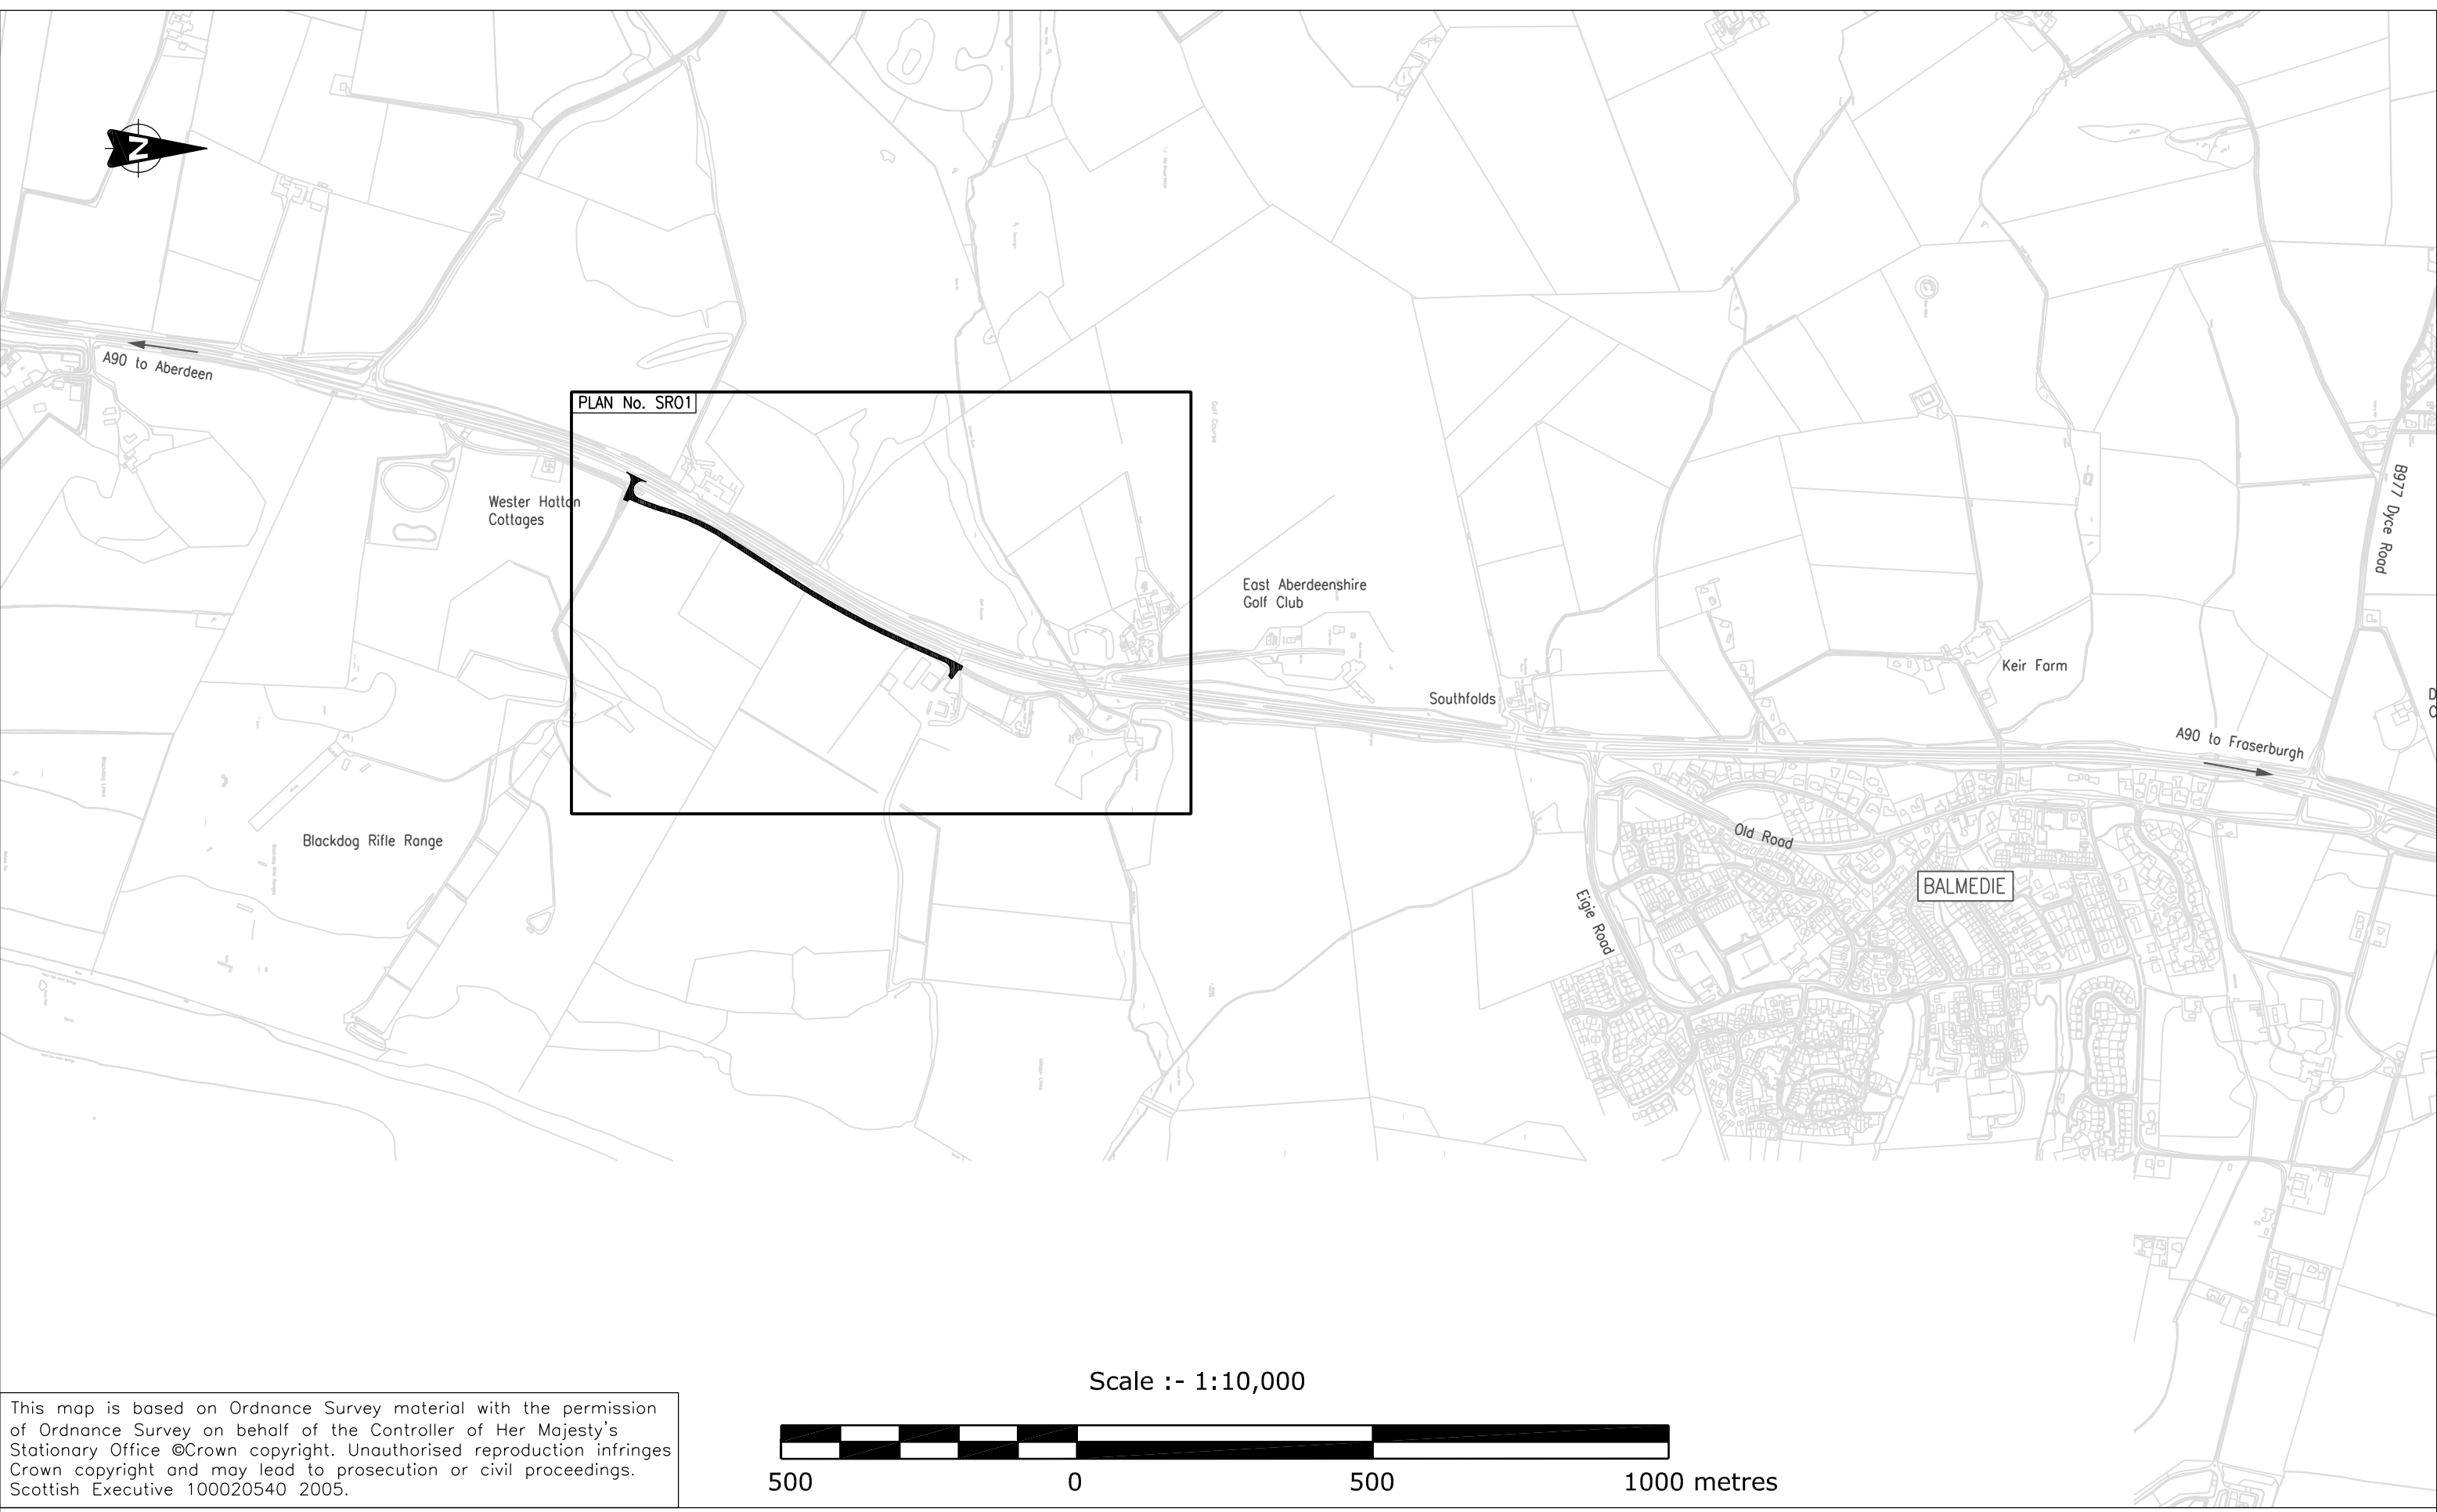 N
A90 to Aberdeen
PLAN No. SR01
Golf Course
Wester Hatton
Cottages
East Aberdeenshire
Golf Club
B977 Dyce Road
Keir Farm
Southfolds
A90 to Fraserburgh
Blackdog Rifle Range
Old Road
BALMEDIE
Eigie Road
Scale :- 1:10,000
500
0
500
1000 metres
This map is based on Ordnance Survey material with the permission
of Ordnance Survey on behalf of the Controller of Her Majesty's
Stationary Office ©Crown copyright. Unauthorised reproduction infringes
Crown copyright and may lead to prosecution or civil proceedings.
Scottish Executive 100020540 2005.